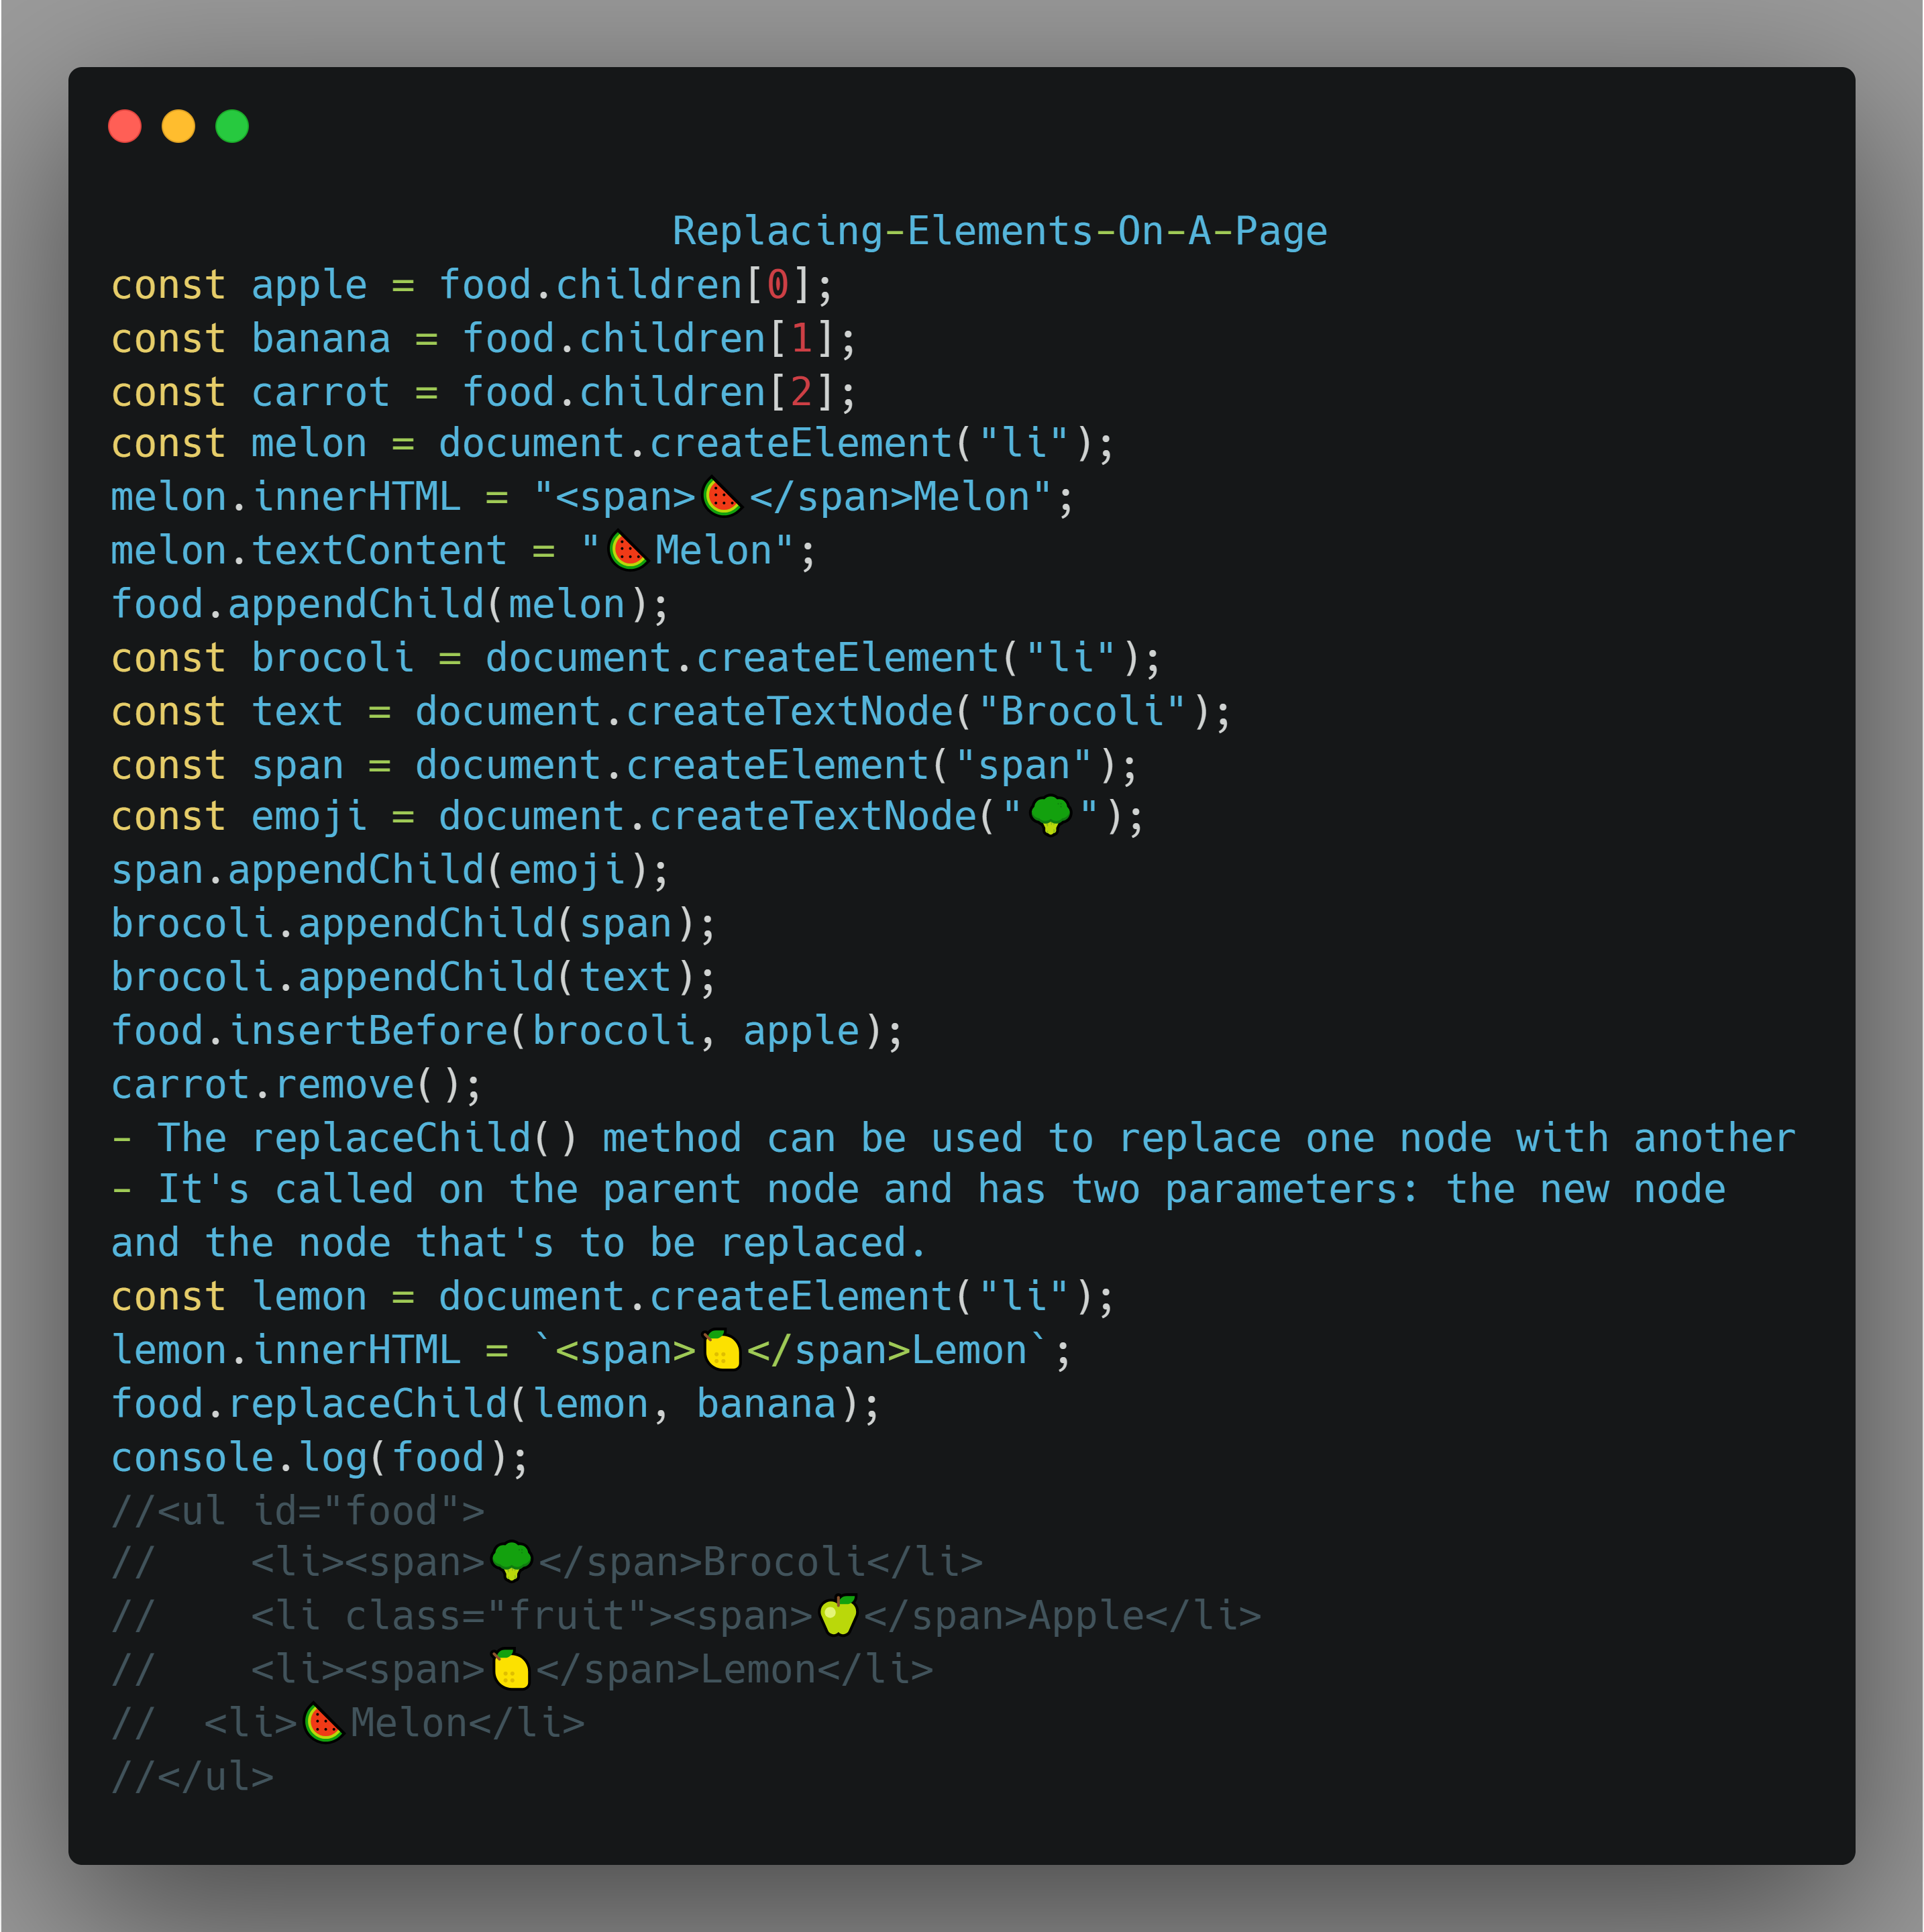 Replacing-Elements-On-A-Page
const apple = food.children[0];
const banana = food.children[1];
const carrot = food.children[2];
const melon = document.createElement("li");
melon.innerHTML = "<span>🍉</span>Melon";
melon.textContent = "🍉Melon";
food.appendChild(melon);
const brocoli = document.createElement("li");
const text = document.createTextNode("Brocoli");
const span = document.createElement("span");
const emoji = document.createTextNode("🥦");
span.appendChild(emoji);
brocoli.appendChild(span);
brocoli.appendChild(text);
food.insertBefore(brocoli, apple);
carrot.remove();
- The replaceChild() method can be used to replace one node with another
- It's called on the parent node and has two parameters: the new node
and the node that's to be replaced.
const lemon = document.createElement("li");
lemon.innerHTML = `<span>🍋</span>Lemon`;
food.replaceChild(lemon, banana);
console.log(food);
//<ul id="food">
//    <li><span>🥦</span>Brocoli</li>
//    <li class="fruit"><span>🍏</span>Apple</li>
//    <li><span>🍋</span>Lemon</li>
//  <li>🍉Melon</li>
//</ul>